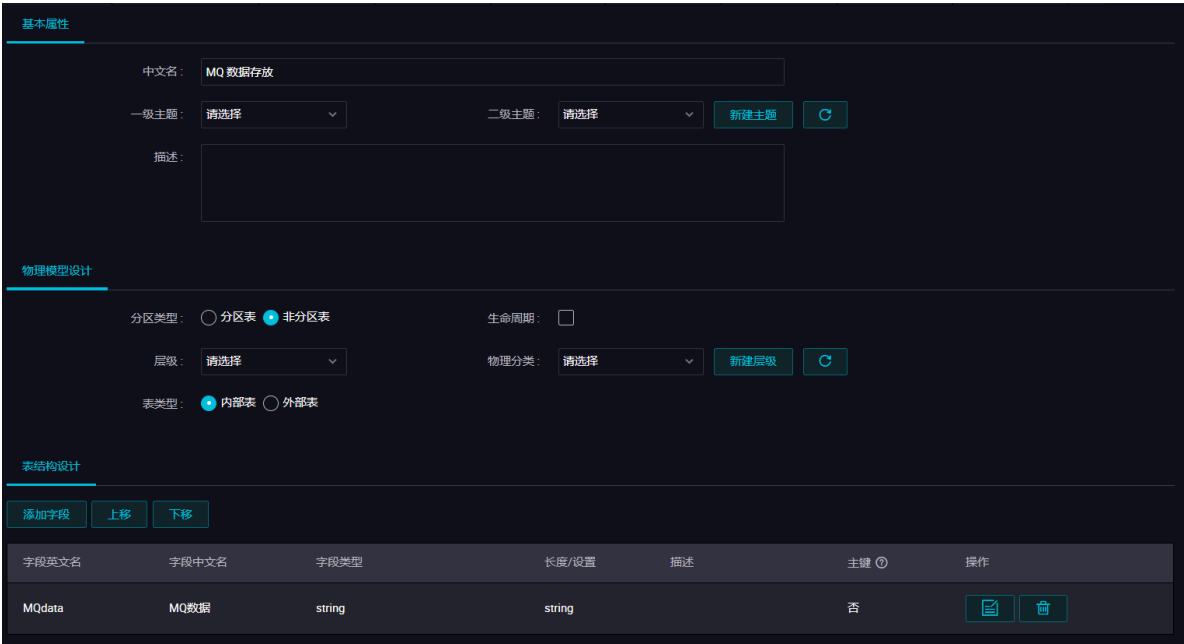 基本属性
中文名: MQ 数据存放
一级主题: 请选择 二级主题: 请选择 新建主题
描述:
物理模型设计
分区类型: 分区表 非分区表 生命周期:
层级: 请选择 物理分类: 请选择 新建层级
表类型: 内部表 外部表
表结构设计
添加字段 上移 下移
字段英文名 字段中文名 字段类型 长度/设置 描述 主键 操作
MQdata MQ数据 string string 否